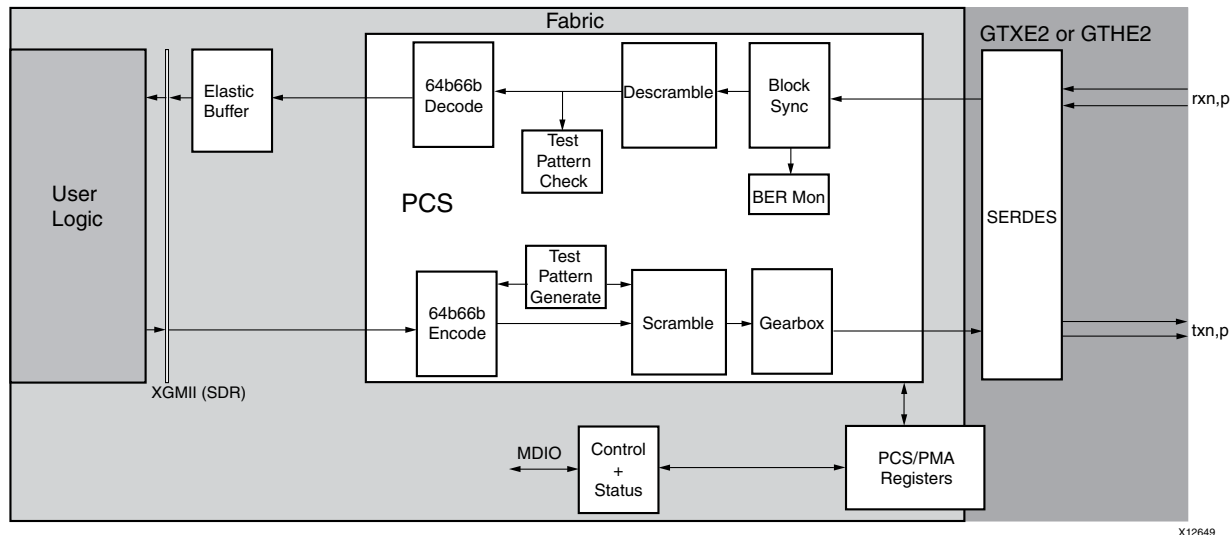 Fabric
GTXE2 or GTHE2
User
Logic
Elastic
Buffer
64b66b
Decode
Descramble
Block
Sync
Test
Pattern
Check
BER Mon
PCS
SERDES
rxn,p
64b66b
Encode
Test
Pattern
Generate
Scramble
Gearbox
txn,p
XGMII (SDR)
MDIO
Control
+
Status
PCS/PMA
Registers
X12649